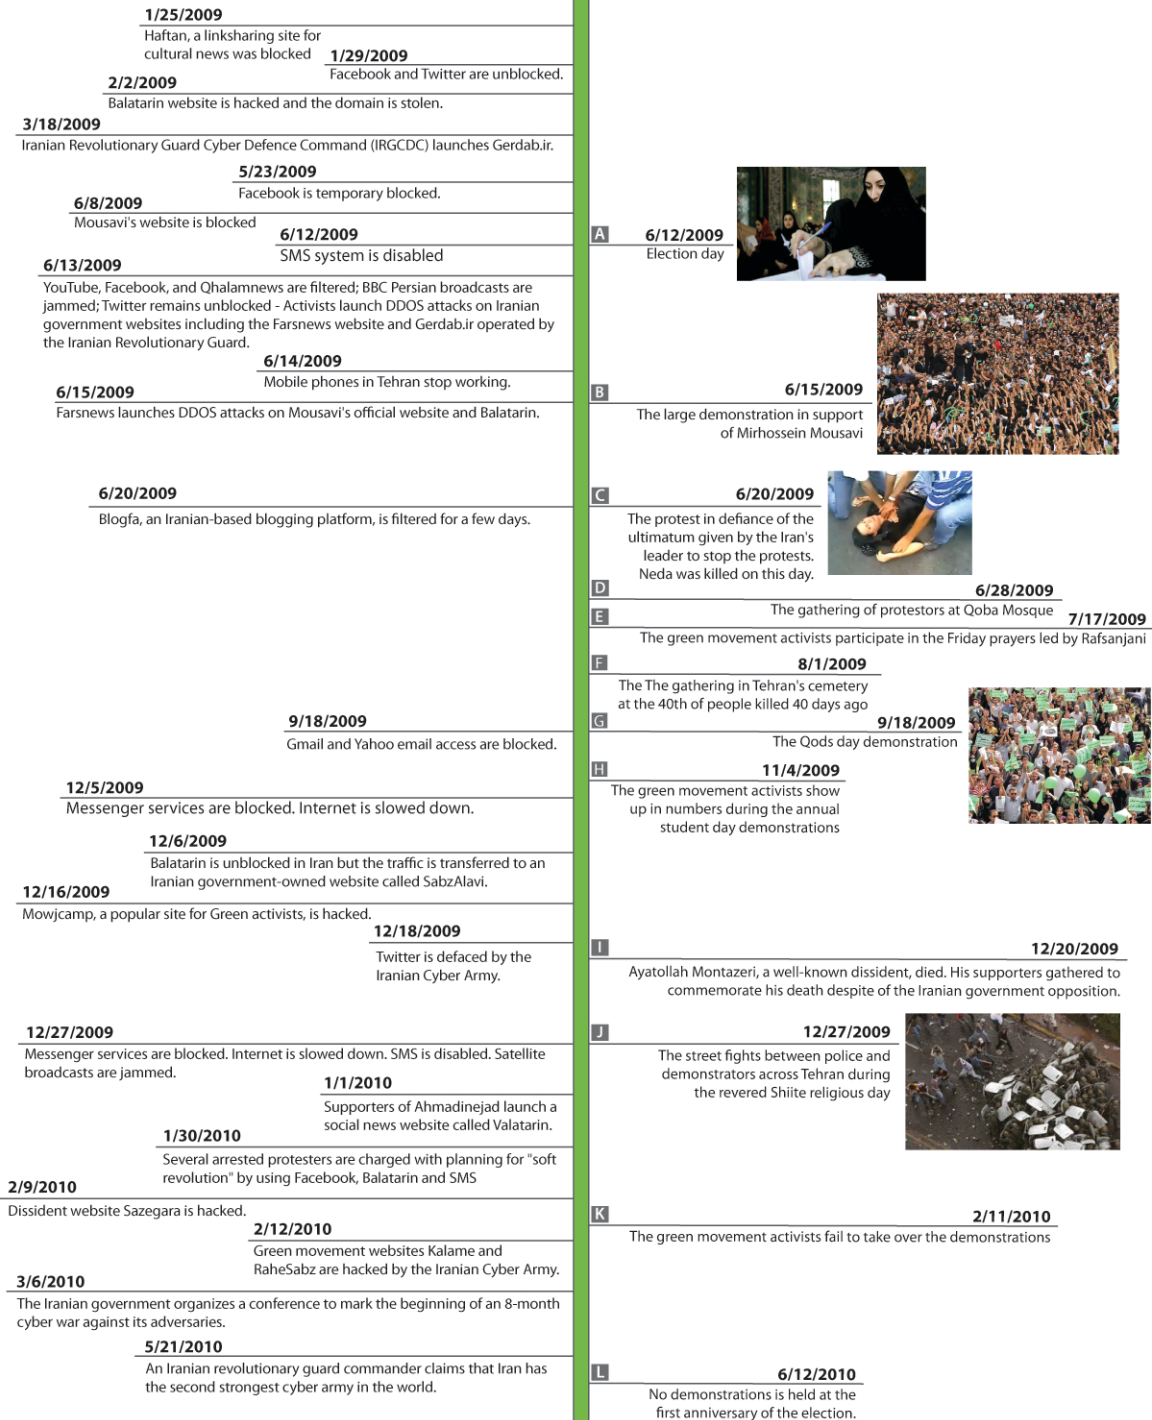 1/25/2009
Haftan, a linksharing site for
cultural news was blocked
1/29/2009
Facebook and Twitter are unblocked.
2/2/2009
Balatarin website is hacked and the domain is stolen.
3/18/2009
Iranian Revolutionary Guard Cyber Defence Command (IRGCDC) launches Gerdab.ir.
5/23/2009
Facebook is temporary blocked.
6/8/2009
Mousavi's website is blocked
6/12/2009
SMS system is disabled
6/13/2009
YouTube, Facebook, and Qhalamnews are filtered; BBC Persian broadcasts are
jammed; Twitter remains unblocked - Activists launch DDOS attacks on Iranian
government websites including the Farsnews website and Gerdab.ir operated by
the Iranian Revolutionary Guard.
6/14/2009
Mobile phones in Tehran stop working.
6/15/2009
Farsnews launches DDOS attacks on Mousavi's official website and Balatarin.
6/20/2009
Blogfa, an Iranian-based blogging platform, is filtered for a few days.
9/18/2009
Gmail and Yahoo email access are blocked.
12/5/2009
Messenger services are blocked. Internet is slowed down.
12/6/2009
Balatarin is unblocked in Iran but the traffic is transferred to an
Iranian government-owned website called SabzAlavi.
12/16/2009
Mowjcamp, a popular site for Green activists, is hacked.
12/18/2009
Twitter is defaced by the
Iranian Cyber Army.
12/27/2009
Messenger services are blocked. Internet is slowed down. SMS is disabled. Satellite
broadcasts are jammed.
1/1/2010
Supporters of Ahmadinejad launch a
social news website called Valatarin.
1/30/2010
Several arrested protesters are charged with planning for "soft
revolution" by using Facebook, Balatarin and SMS
2/9/2010
Dissident website Sazegara is hacked.
2/12/2010
Green movement websites Kalame and
RaheSabz are hacked by the Iranian Cyber Army.
3/6/2010
The Iranian government organizes a conference to mark the beginning of an 8-month
cyber war against its adversaries.
5/21/2010
An Iranian revolutionary guard commander claims that Iran has
the second strongest cyber army in the world.
A 6/12/2009
Election day
B 6/15/2009
The large demonstration in support
of Mirhossein Mousavi
C 6/20/2009
The protest in defiance of the
ultimatum given by the Iran's
leader to stop the protests.
Neda was killed on this day.
D 6/28/2009
The gathering of protestors at Qoba Mosque
E 7/17/2009
The green movement activists participate in the Friday prayers led by Rafsanjani
F 8/1/2009
The The gathering in Tehran's cemetery
at the 40th of people killed 40 days ago
G 9/18/2009
The Qods day demonstration
H 11/4/2009
The green movement activists show
up in numbers during the annual
student day demonstrations
I 12/20/2009
Ayatollah Montazeri, a well-known dissident, died. His supporters gathered to
commemorate his death despite of the Iranian government opposition.
J 12/27/2009
The street fights between police and
demonstrators across Tehran during
the revered Shiite religious day
K 2/11/2010
The green movement activists fail to take over the demonstrations
L 6/12/2010
No demonstrations is held at the
first anniversary of the election.